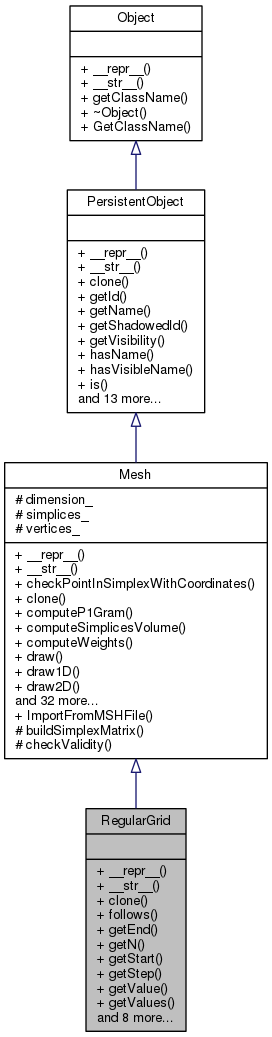 Object
+ __repr__()
+ __str__()
+ getClassName()
+ ~Object()
+ GetClassName()
PersistentObject
+ __repr__()
+ __str__()
+ clone()
+ getId()
+ getName()
+ getShadowedId()
+ getVisibility()
+ hasName()
+ hasVisibleName()
+ is()
and 13 more...
Mesh
# dimension_
# simplices_
# vertices_
+ __repr__()
+ __str__()
+ checkPointInSimplexWithCoordinates()
+ clone()
+ computeP1Gram()
+ computeSimplicesVolume()
+ computeWeights()
+ draw()
+ draw1D()
+ draw2D()
and 32 more...
+ ImportFromMSHFile()
# buildSimplexMatrix()
# checkValidity()
RegularGrid
+ __repr__()
+ __str__()
+ clone()
+ follows()
+ getEnd()
+ getN()
+ getStart()
+ getStep()
+ getValue()
+ getValues()
and 8 more...